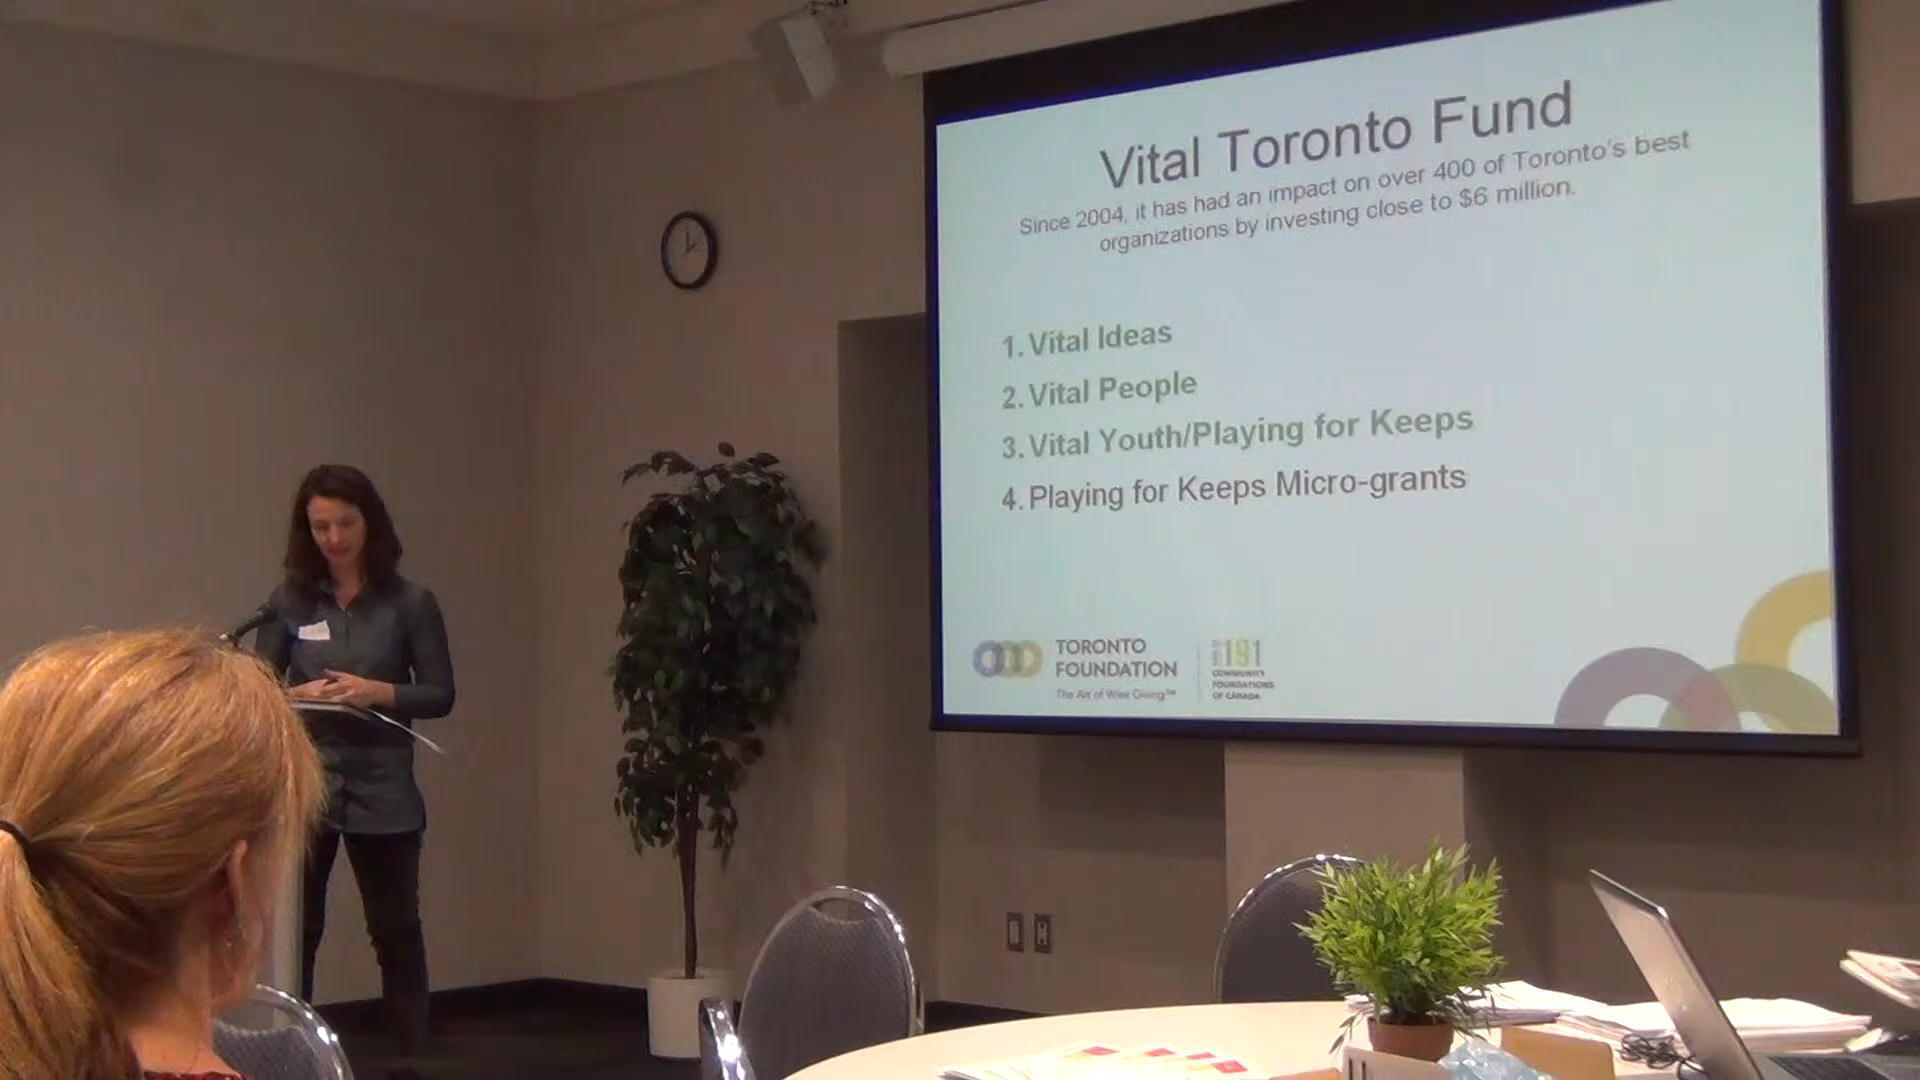 Vital Toronto Fund
Since 2004, it has had an impact on over 400 of Toronto's best
organizations by investing close to $6 million.
1. Vital Ideas
2. Vital People
3. Vital Youth/Playing for Keeps
4. Playing for Keeps Micro-grants
TORONTO
FOUNDATION
The Art of Wise Giving™
191
COMMUNITY
FOUNDATIONS
OF CANADA